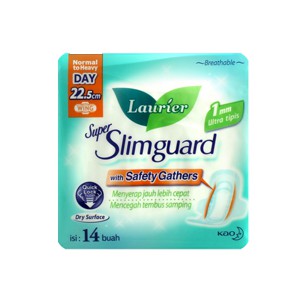 Normal
to Heavy
DAY
22.5cm
WING
~Breathable~
Laurier
1mm
Ultra tipis
Super
Slimguard
with Safety Gathers
Quick
Lock
Menyerap jauh lebih cepat
Mencegah tembus samping
Dry Surface
isi : 14 buah
Kao